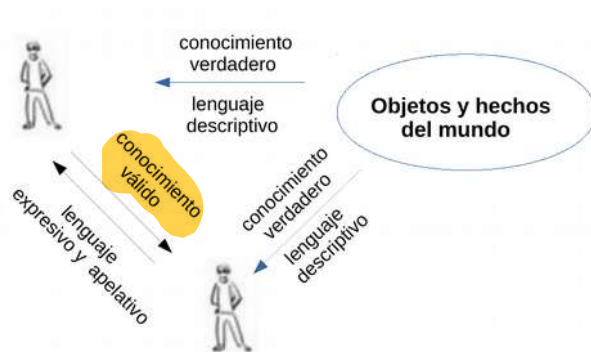 conocimiento
verdadero
lenguaje
descriptivo
Objetos y hechos
del mundo
conocimiento
válido
lenguaje
expresivo y apelativo
conocimiento
verdadero
lenguaje
descriptivo